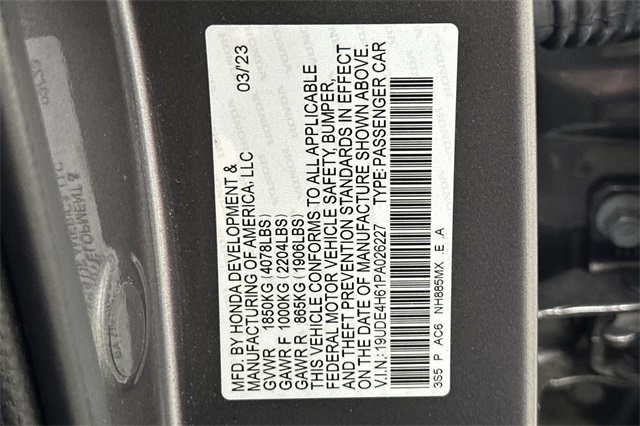 MFD. BY HONDA DEVELOPMENT &
MANUFACTURING OF AMERICA, LLC 03/'23
GVWR 1850KG (4078LBS)
GAWR F 1000KG (2204LBS)
GAWR R 865KG (1906LBS)
THIS VEHICLE CONFORMS TO ALL APPLICABLE
FEDERAL MOTOR VEHICLE SAFETY, BUMPER,
AND THEFT PREVENTION STANDARDS IN EFFECT
ON THE DATE OF MANUFACTURE SHOWN ABOVE.
V.I.N.: 19UDE4H61PA026227 TYPE: PASSENGER CAR
3S5 P AC6 NH885MX .E .A